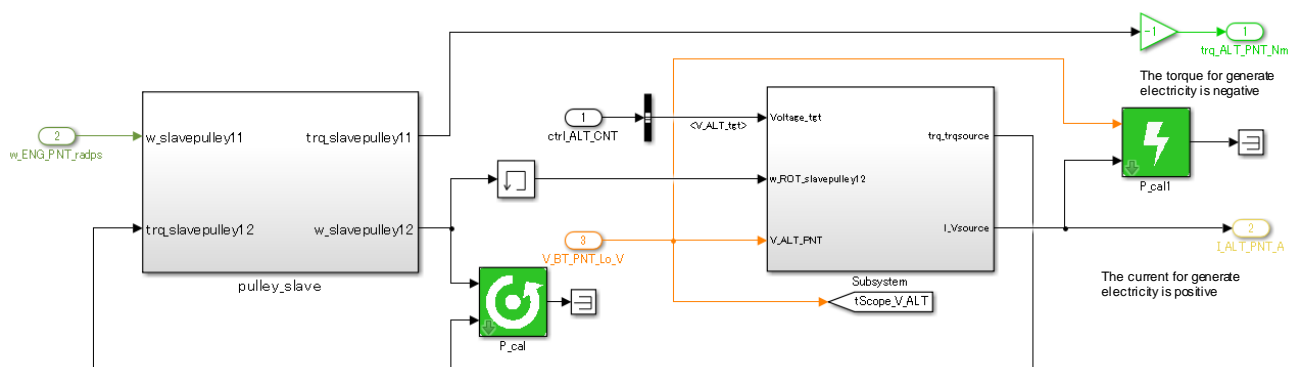 -1
1
trq_ALT_PNT_Nm
The torque for generate
electricity is negative
2
w_ENG_PNT_radps
w_slavepulley11
trq_slavepulley11
trq_slavepulley12
w_slavepulley12
pulley_slave
1
ctrl_ALT_CNT
<V_ALT_tgt>
Voltage_tgt
trq_trqsource
w_ROT_slavepulley12
V_ALT_PNT
I_Vsource
Subsystem
3
V_BT_PNT_Lo_V
tScope_V_ALT
P_cal
P_cal1
2
I_ALT_PNT_A
The current for generate
electricity is positive